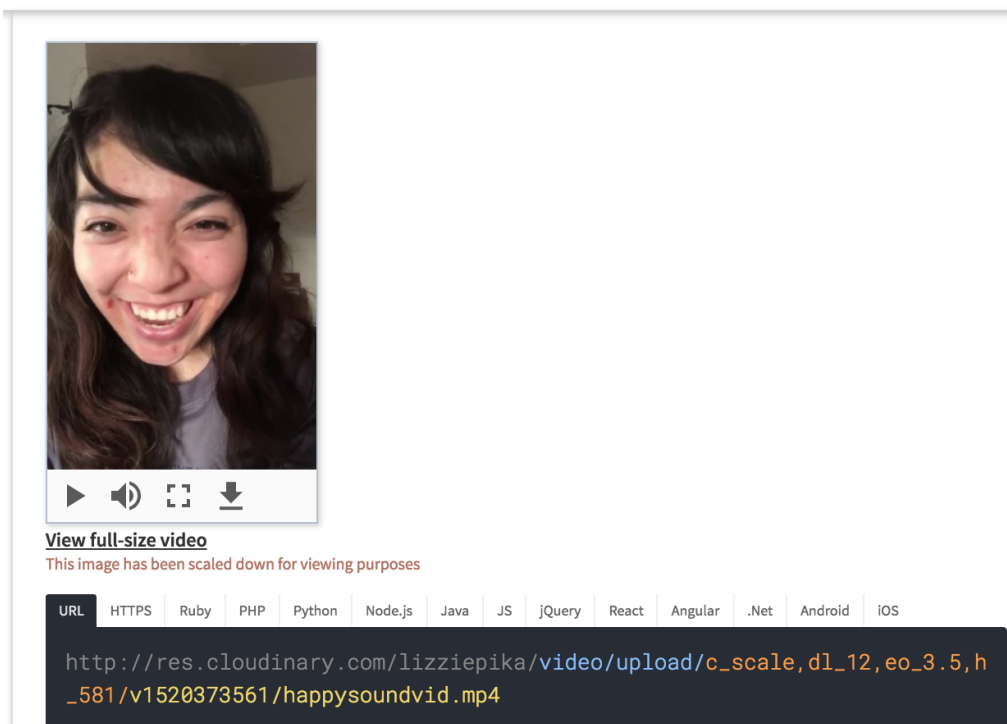 View full-size video
This image has been scaled down for viewing purposes
URL HTTPS Ruby PHP Python Node.js Java JS jQuery React Angular .Net Android iOS
http://res.cloudinary.com/lizziepika/video/upload/c_scale,dl_12,eo_3.5,h
_581/v1520373561/happysoundvid.mp4